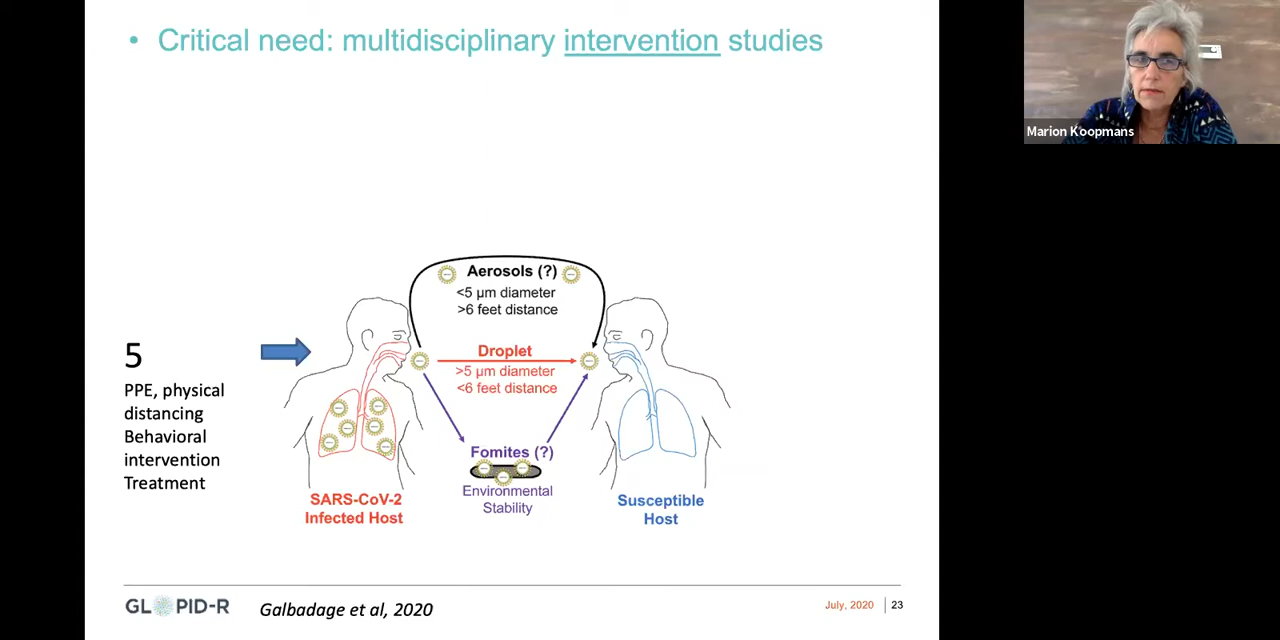 • Critical need: multidisciplinary intervention studies
Marion Koopmans
Aerosols (?)
<5 µm diameter
>6 feet distance
Droplet
>5 µm diameter
<6 feet distance
5
PPE, physical
distancing
Behavioral
intervention
Treatment
Fomites (?)
Environmental
Stability
SARS-CoV-2
Infected Host
Susceptible
Host
GLOPID-R
Galbadage et al, 2020
July, 2020 | 23